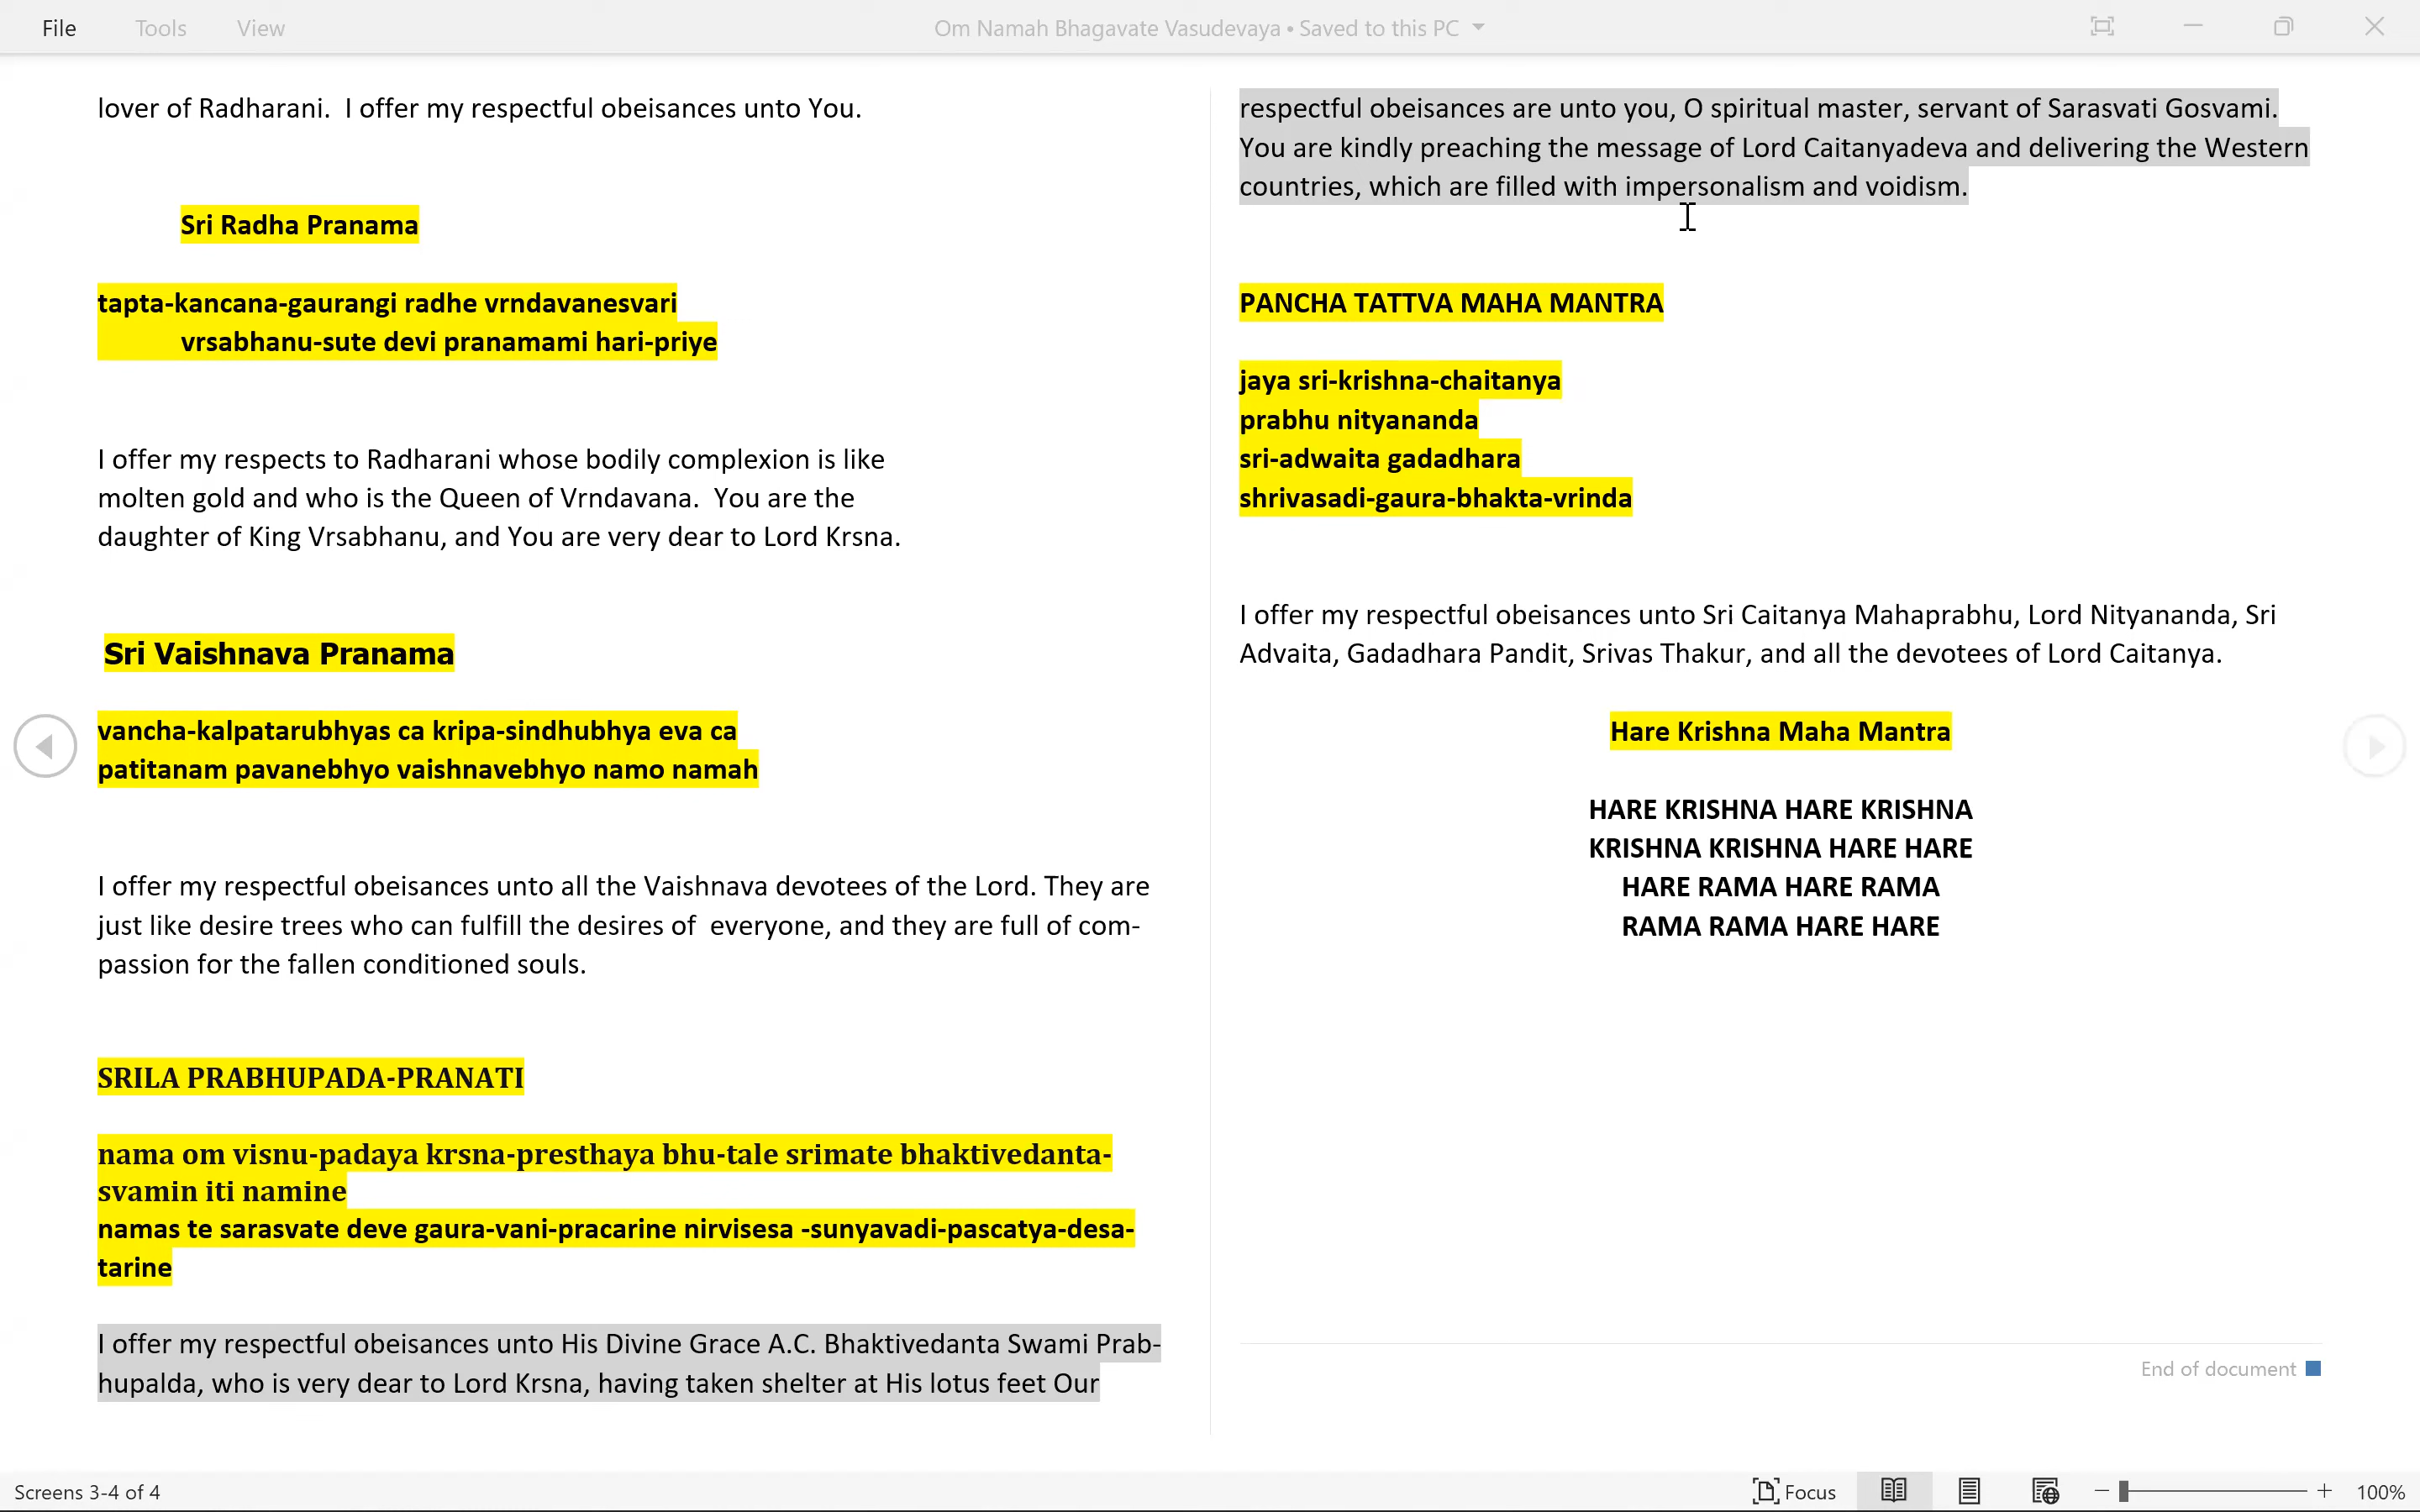 File Tools View Om Namah Bhagavate Vasudevaya • Saved to this PC
lover of Radharani. I offer my respectful obeisances unto You.
Sri Radha Pranama
tapta-kancana-gaurangi radhe vrndavanesvari
vrsabhanu-sute devi pranamami hari-priye
I offer my respects to Radharani whose bodily complexion is like
molten gold and who is the Queen of Vrndavana. You are the
daughter of King Vrsabhanu, and You are very dear to Lord Krsna.
Sri Vaishnava Pranama
vancha-kalpatarubhyas ca kripa-sindhubhya eva ca
patitanam pavanebhyo vaishnavebhyo namo namah
I offer my respectful obeisances unto all the Vaishnava devotees of the Lord. They are
just like desire trees who can fulfill the desires of everyone, and they are full of com-
passion for the fallen conditioned souls.
SRILA PRABHUPADA-PRANATI
nama om visnu-padaya krsna-presthaya bhu-tale srimate bhaktivedanta-
svamin iti namine
namas te sarasvate deve gaura-vani-pracarine nirvisesa -sunyavadi-pascatya-desa-
tarine
I offer my respectful obeisances unto His Divine Grace A.C. Bhaktivedanta Swami Prab-
hupalda, who is very dear to Lord Krsna, having taken shelter at His lotus feet Our
respectful obeisances are unto you, O spiritual master, servant of Sarasvati Gosvami.
You are kindly preaching the message of Lord Caitanyadeva and delivering the Western
countries, which are filled with impersonalism and voidism.
PANCHA TATTVA MAHA MANTRA
jaya sri-krishna-chaitanya
prabhu nityananda
sri-adwaita gadadhara
shrivasadi-gaura-bhakta-vrinda
I offer my respectful obeisances unto Sri Caitanya Mahaprabhu, Lord Nityananda, Sri
Advaita, Gadadhara Pandit, Srivas Thakur, and all the devotees of Lord Caitanya.
Hare Krishna Maha Mantra
HARE KRISHNA HARE KRISHNA
KRISHNA KRISHNA HARE HARE
HARE RAMA HARE RAMA
RAMA RAMA HARE HARE
End of document
Screens 3-4 of 4 Focus 100%